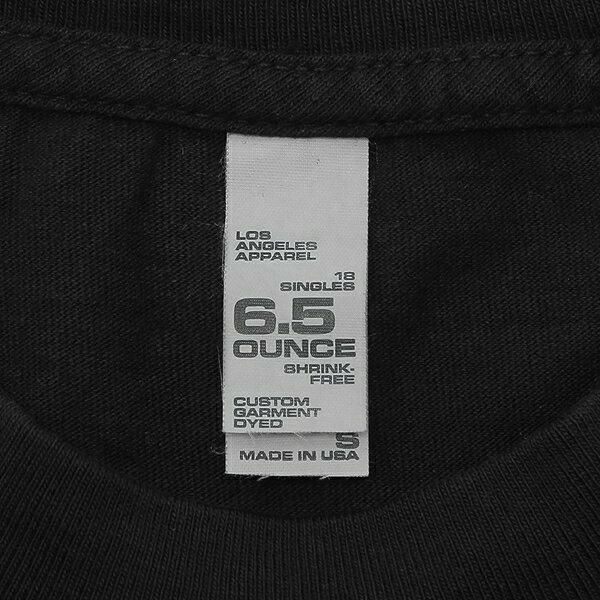 LOS
ANGELES
APPAREL
18
SINGLES
6.5
OUNCE
SHRINK-
FREE
CUSTOM
GARMENT
DYED
S
MADE IN USA